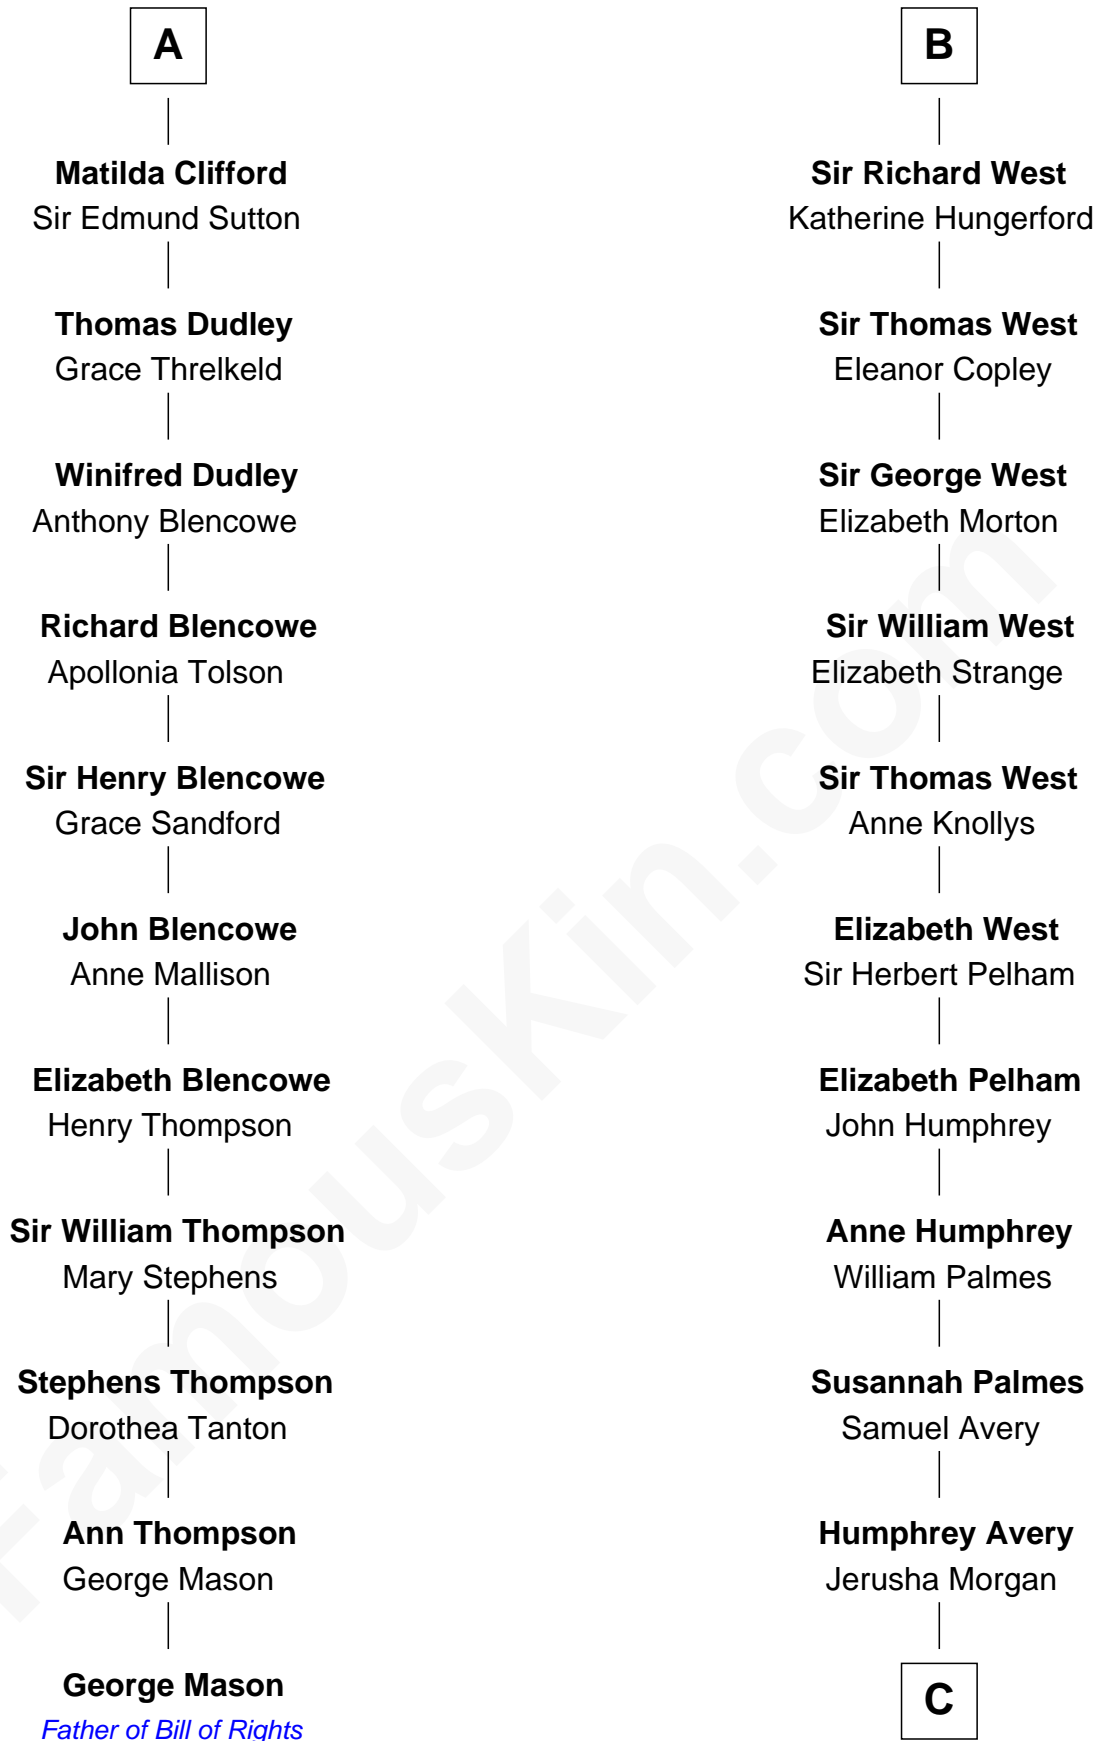 A
Matilda Clifford
Sir Edmund Sutton
Thomas Dudley
Grace Threlkeld
Winifred Dudley
Anthony Blencowe
Richard Blencowe
Apollonia Tolson
Sir Henry Blencowe
Grace Sandford
John Blencowe
Anne Mallison
Elizabeth Blencowe
Henry Thompson
Sir William Thompson
Mary Stephens
Stephens Thompson
Dorothea Tanton
Ann Thompson
George Mason
George Mason
Father of Bill of Rights
B
Sir Richard West
Katherine Hungerford
Sir Thomas West
Eleanor Copley
Sir George West
Elizabeth Morton
Sir William West
Elizabeth Strange
Sir Thomas West
Anne Knollys
Elizabeth West
Sir Herbert Pelham
Elizabeth Pelham
John Humphrey
Anne Humphrey
William Palmes
Susannah Palmes
Samuel Avery
Humphrey Avery
Jerusha Morgan
C
FamousKin.com